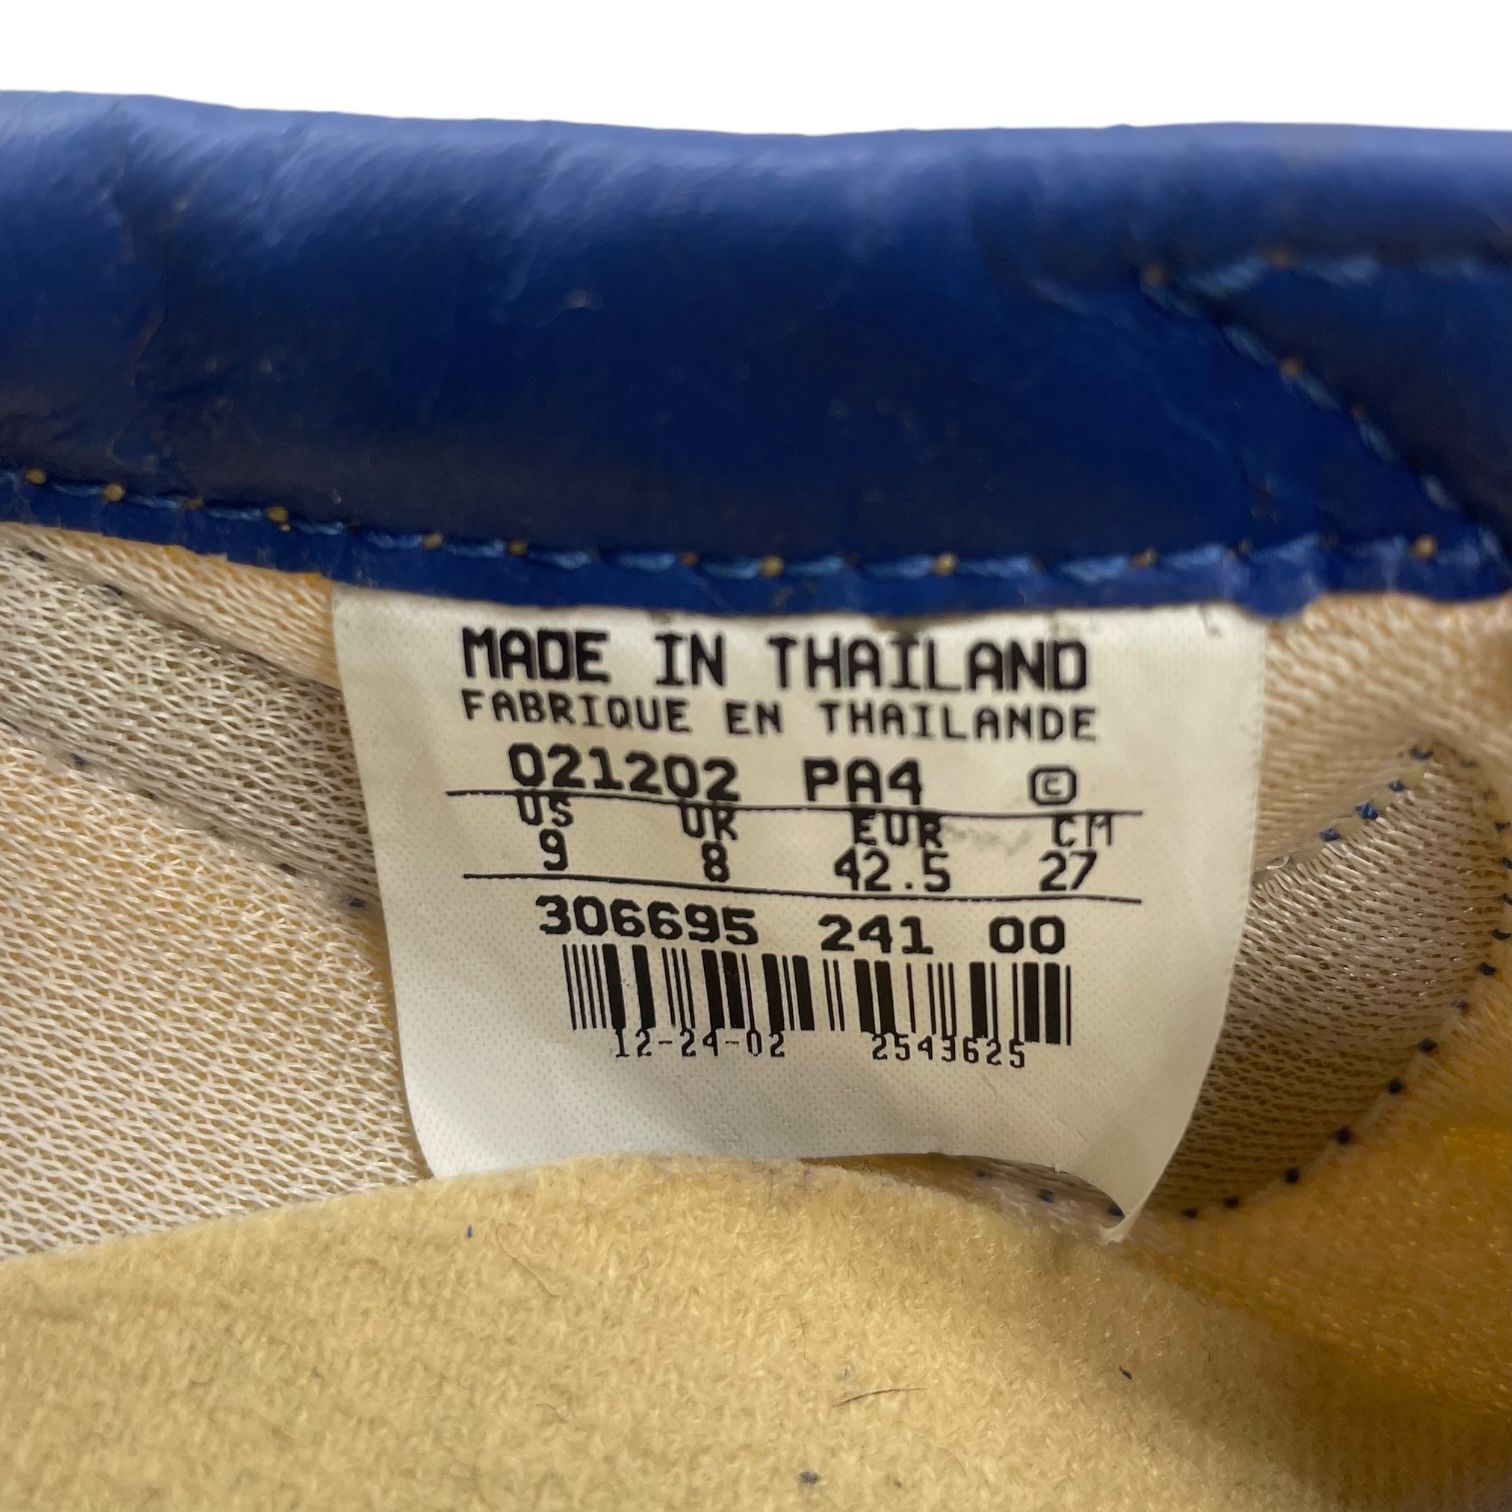 MADE IN THAILAND
FABRIQUE EN THAILANDE
021202 PA4 ©
US UK EUR CM
9 8 42.5 27
306695 241 00
12-24-02 2543625